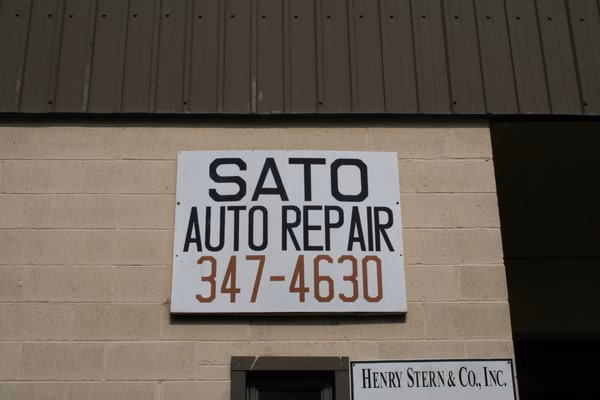 SATO
AUTO REPAIR
347-4630
HENRY STERN & CO., INC.